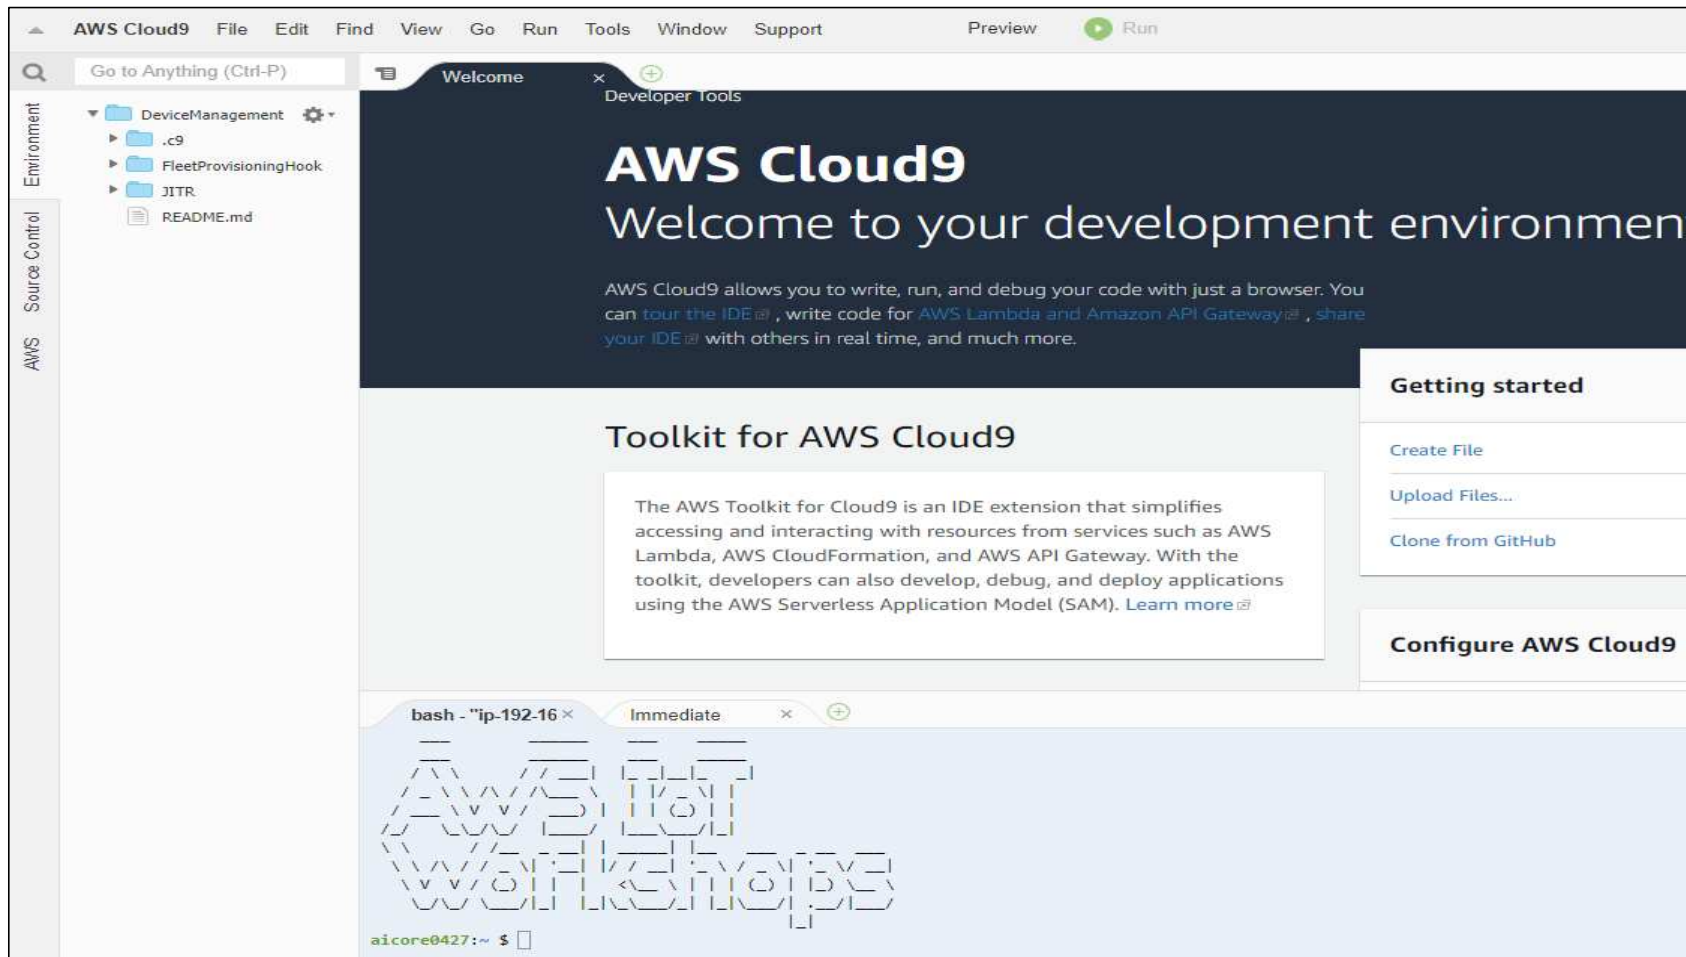 AWS Cloud9 File Edit Find View Go Run Tools Window Support Preview Run
Go to Anything (Ctrl-P)
Welcome
Environment
Source Control
AWS
DeviceManagement
.c9
FleetProvisioningHook
JITR
README.md
Developer Tools
AWS Cloud9
Welcome to your development environmen
AWS Cloud9 allows you to write, run, and debug your code with just a browser. You
can tour the IDE , write code for AWS Lambda and Amazon API Gateway , share
your IDE with others in real time, and much more.
Toolkit for AWS Cloud9
The AWS Toolkit for Cloud9 is an IDE extension that simplifies
accessing and interacting with resources from services such as AWS
Lambda, AWS CloudFormation, and AWS API Gateway. With the
toolkit, developers can also develop, debug, and deploy applications
using the AWS Serverless Application Model (SAM). Learn more
Getting started
Create File
Upload Files...
Clone from GitHub
Configure AWS Cloud9
bash - "ip-192-16
Immediate
AWS IoT
Workshops
aicore0427:~ $